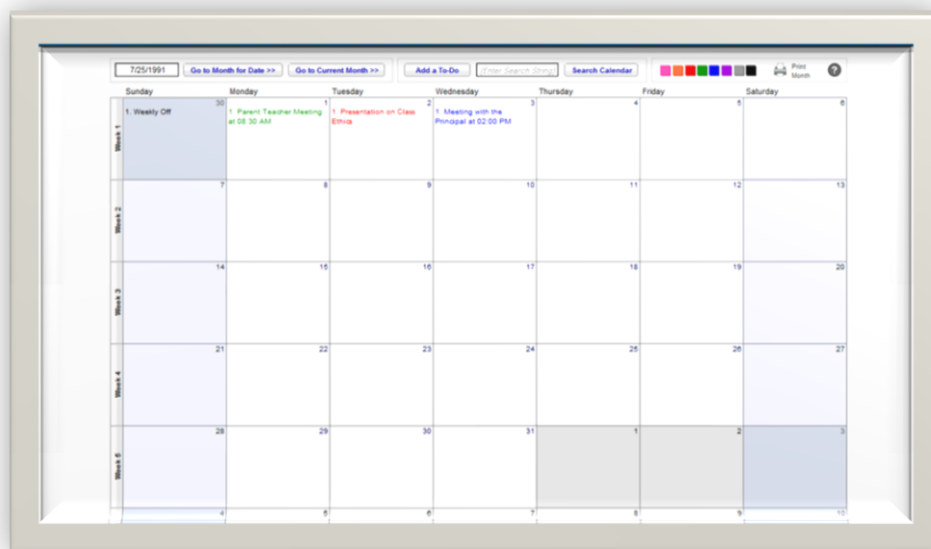 7/25/1991 Go to Month for Date >> Go to Current Month >> Add a To-Do (Enter Search String) Search Calendar Print
Month ?
Sunday Monday Tuesday Wednesday Thursday Friday Saturday
Week 1
30 1 2 3 4 5 6
1. Weekly Off
1. Parent Teacher Meeting
at 08:30 AM
1. Presentation on Class
Ethics
1. Meeting with the
Principal at 02:00 PM
Week 2
7 8 9 10 11 12 13
Week 3
14 15 16 17 18 19 20
Week 4
21 22 23 24 25 26 27
Week 5
28 29 30 31 1 2 3
4 5 6 7 8 9 10